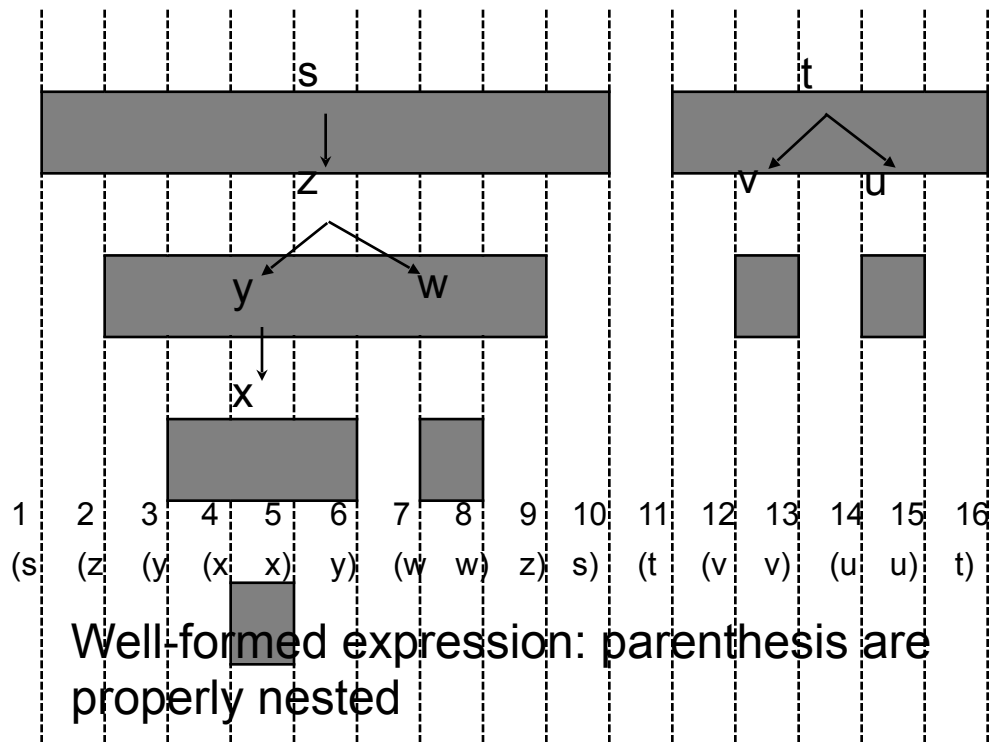 s t
z v u
y w
x
1 2 3 4 5 6 7 8 9 10 11 12 13 14 15 16
(s (z (y (x x) y) (w w) z) s) (t (v v) (u u) t)
Well-formed expression: parenthesis are
properly nested